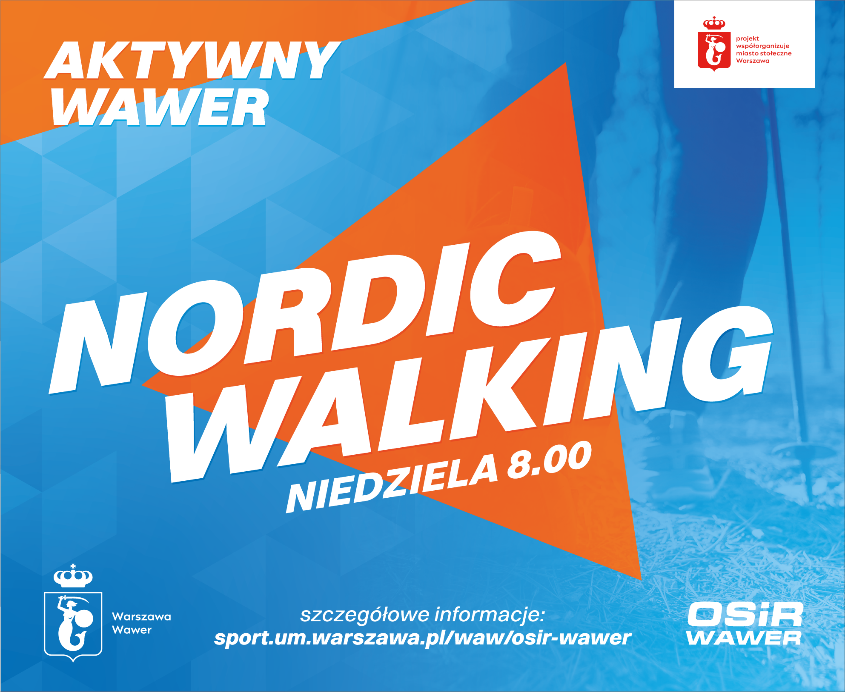 AKTYWNY
WAWER
projekt
współorganizuje
miasto stołeczne
Warszawa
NORDIC
WALKING
NIEDZIELA 8.00
Warszawa
Wawer
szczegółowe informacje:
sport.um.warszawa.pl/waw/osir-wawer
OSiR
WAWER